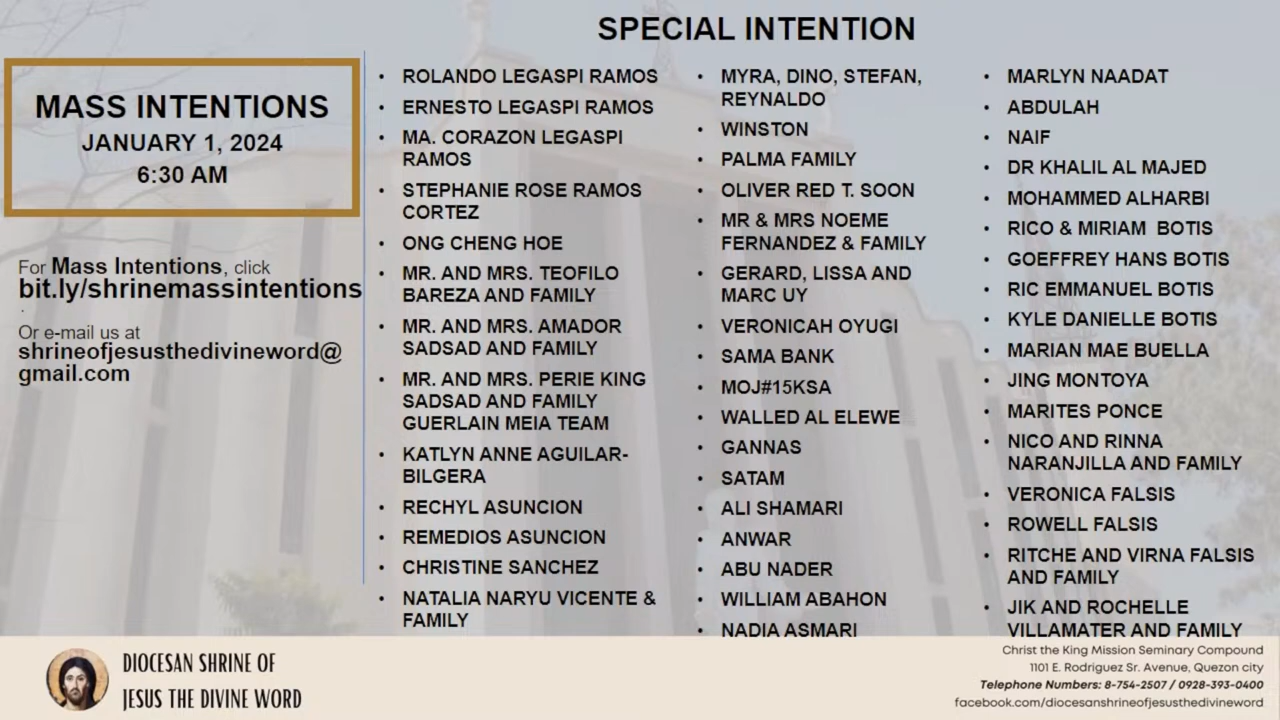 SPECIAL INTENTION
MASS INTENTIONS
JANUARY 1, 2024
6:30 AM
For Mass Intentions, click
bit.ly/shrinemassintentions
.
Or e-mail us at
shrineofjesusthedivineword@
gmail.com
• ROLANDO LEGASPI RAMOS
• ERNESTO LEGASPI RAMOS
• MA. CORAZON LEGASPI
RAMOS
• STEPHANIE ROSE RAMOS
CORTEZ
• ONG CHENG HOE
• MR. AND MRS. TEOFILO
BAREZA AND FAMILY
• MR. AND MRS. AMADOR
SADSAD AND FAMILY
• MR. AND MRS. PERIE KING
SADSAD AND FAMILY
GUERLAIN MEIA TEAM
• KATLYN ANNE AGUILAR-
BILGERA
• RECHYL ASUNCION
• REMEDIOS ASUNCION
• CHRISTINE SANCHEZ
• NATALIA NARYU VICENTE &
FAMILY
• MYRA, DINO, STEFAN,
REYNALDO
• WINSTON
• PALMA FAMILY
• OLIVER RED T. SOON
• MR & MRS NOEME
FERNANDEZ & FAMILY
• GERARD, LISSA AND
MARC UY
• VERONICAH OYUGI
• SAMA BANK
• MOJ#15KSA
• WALLED AL ELEWE
• GANNAS
• SATAM
• ALI SHAMARI
• ANWAR
• ABU NADER
• WILLIAM ABAHON
• NADIA ASMARI
• MARLYN NAADAT
• ABDULAH
• NAIF
• DR KHALIL AL MAJED
• MOHAMMED ALHARBI
• RICO & MIRIAM BOTIS
• GOEFFREY HANS BOTIS
• RIC EMMANUEL BOTIS
• KYLE DANIELLE BOTIS
• MARIAN MAE BUELLA
• JING MONTOYA
• MARITES PONCE
• NICO AND RINNA
NARANJILLA AND FAMILY
• VERONICA FALSIS
• ROWELL FALSIS
• RITCHE AND VIRNA FALSIS
AND FAMILY
• JIK AND ROCHELLE
VILLAMATER AND FAMILY
DIOCESAN SHRINE OF
JESUS THE DIVINE WORD
Christ the King Mission Seminary Compound
1101 E. Rodriguez Sr. Avenue, Quezon city
Telephone Numbers: 8-754-2507 / 0928-393-0400
facebook.com/diocesanshrineofjesusthedivineword